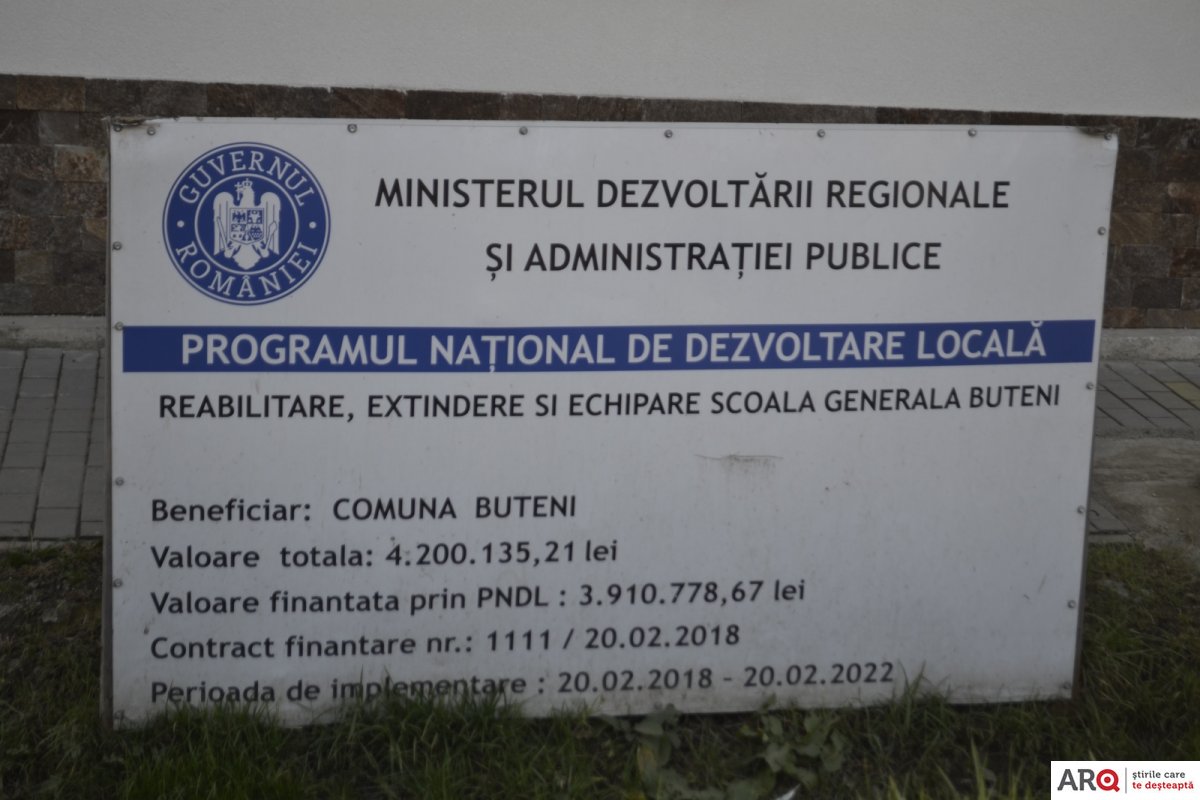 GUVERNUL
ROMÂNIEI
MINISTERUL DEZVOLTĂRII REGIONALE
ȘI ADMINISTRAȚIEI PUBLICE
PROGRAMUL NAȚIONAL DE DEZVOLTARE LOCALĂ
REABILITARE, EXTINDERE SI ECHIPARE SCOALA GENERALA BUTENI
Beneficiar: COMUNA BUTENI
Valoare totala: 4.200.135,21 lei
Valoare finantata prin PNDL : 3.910.778,67 lei
Contract finantare nr.: 1111 / 20.02.2018
Perioada de implementare : 20.02.2018 - 20.02.2022
ARQ
știrile care
te deșteaptă